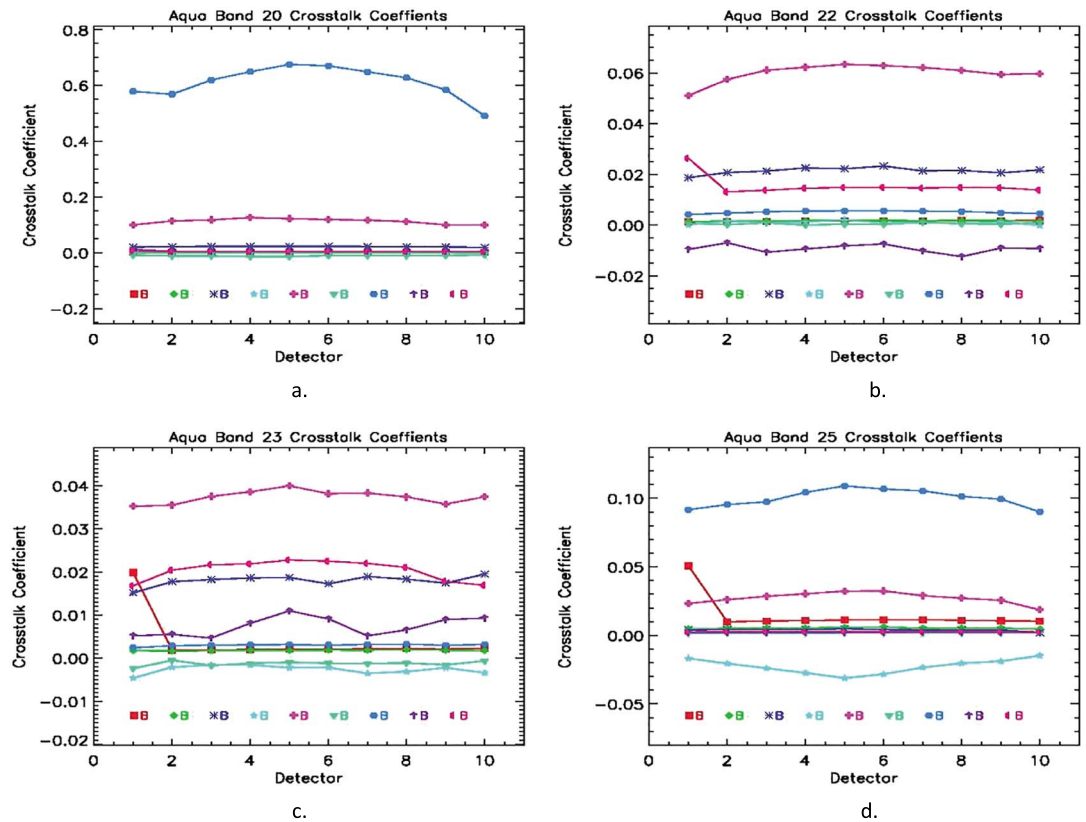 Aqua Band 20 Crosstalk Coeffients
Crosstalk Coefficient
0.8
0.6
0.4
0.2
0.0
−0.2
B B B B B B B B B
0 2 4 6 8 10
Detector
a.
Aqua Band 22 Crosstalk Coeffients
Crosstalk Coefficient
0.06
0.04
0.02
0.00
−0.02
B B B B B B B B B
0 2 4 6 8 10
Detector
b.
Aqua Band 23 Crosstalk Coeffients
Crosstalk Coefficient
0.04
0.03
0.02
0.01
0.00
−0.01
−0.02
B B B B B B B B B
0 2 4 6 8 10
Detector
c.
Aqua Band 25 Crosstalk Coeffients
Crosstalk Coefficient
0.10
0.05
0.00
−0.05
B B B B B B B B B
0 2 4 6 8 10
Detector
d.